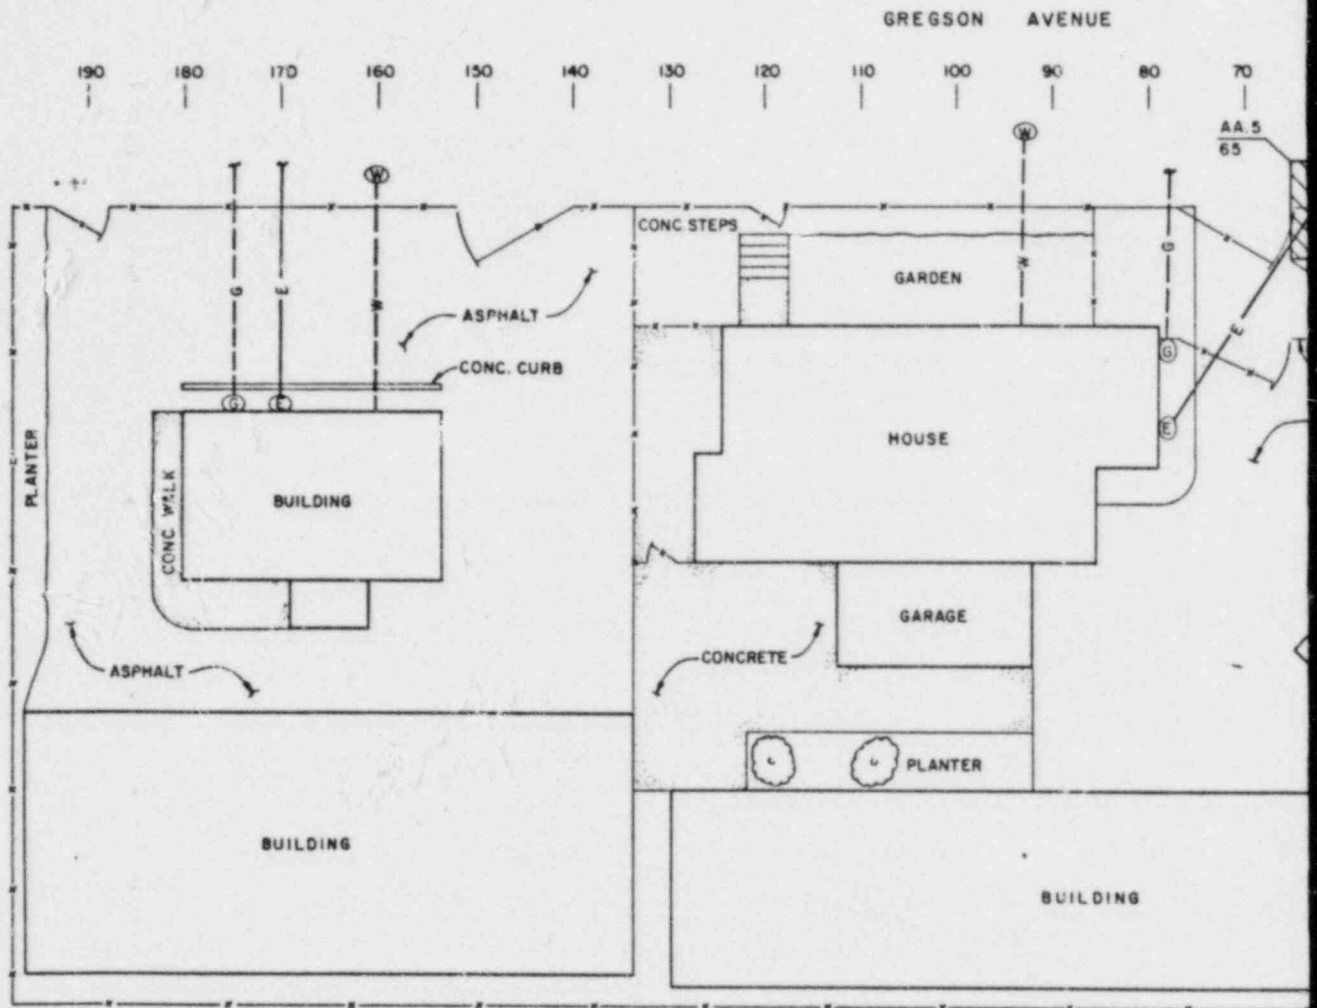 GREGSON AVENUE
190 180 170 160 150 140 130 120 110 100 90 80 70
AA.5
65
W
W
CONC. STEPS
G
E
W
W
G
GARDEN
ASPHALT
E
CONC. CURB
G
G
E
E
PLANTER
HOUSE
CONC WALK
BUILDING
GARAGE
CONCRETE
ASPHALT
PLANTER
BUILDING
BUILDING